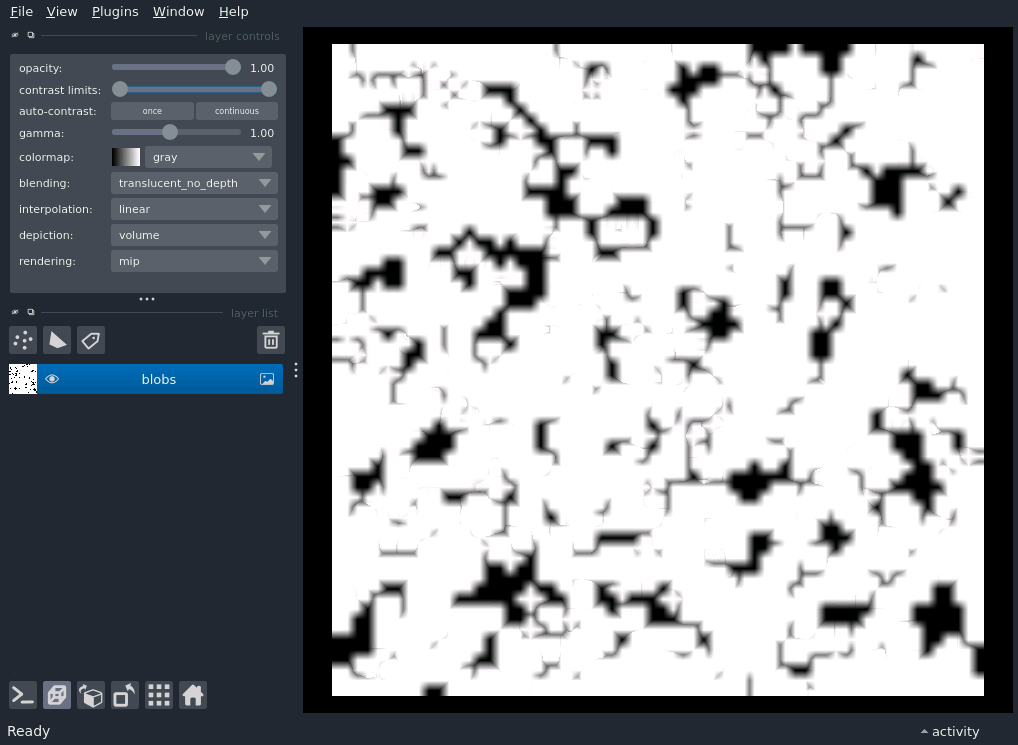 File View Plugins Window Help
layer controls
opacity: 1.00
contrast limits:
auto-contrast: once continuous
gamma: 1.00
colormap: gray
blending: translucent_no_depth
interpolation: linear
depiction: volume
rendering: mip
layer list
blobs
Ready activity